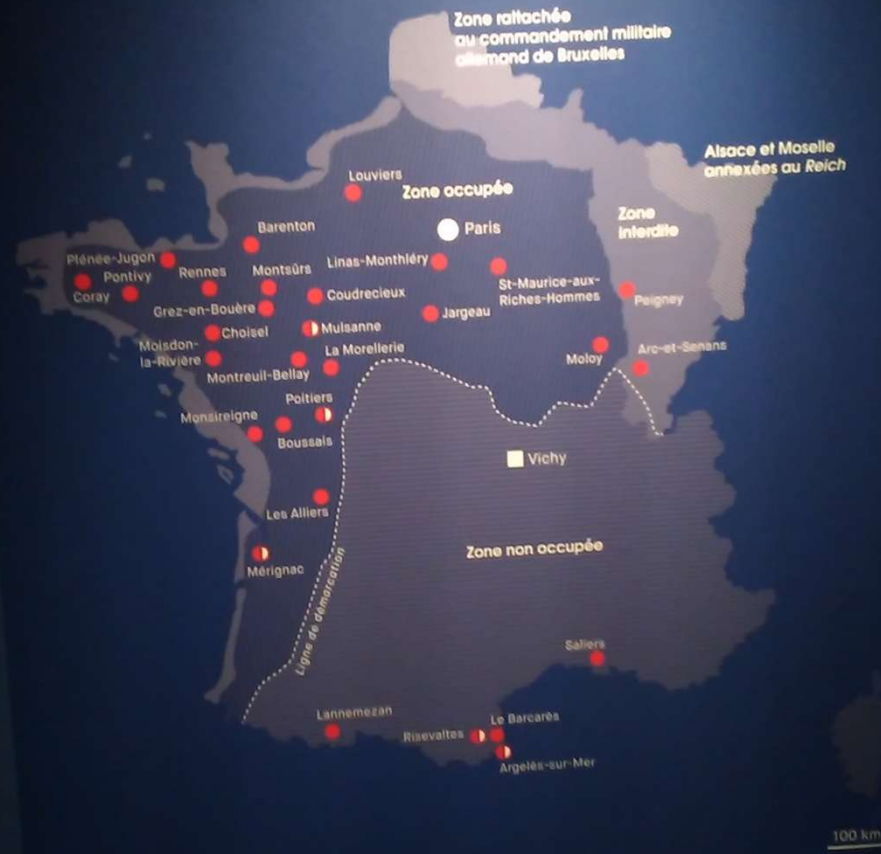 Zone rattachée
au commandement militaire
allemand de Bruxelles
Alsace et Moselle
annexées au Reich
Louviers
Zone occupée
Zone
interdite
Barenton
Paris
Plénée-Jugon
Pontivy
Coray
Rennes
Montsûrs
Linas-Monthléry
St-Maurice-aux-
Riches-Hommes
Coudrecieux
Grez-en-Bouère
Jargeau
Peigney
Choisel
Mulsanne
Moisdon-
la-Rivière
La Morellerie
Moloy
Arc-et-Senans
Montreuil-Bellay
Poitiers
Monsireigne
Boussais
Vichy
Les Alliers
Zone non occupée
Mérignac
Ligne de démarcation
Saliers
Lannemezan
Le Barcarès
Risevaltes
Argelès-sur-Mer
100 km